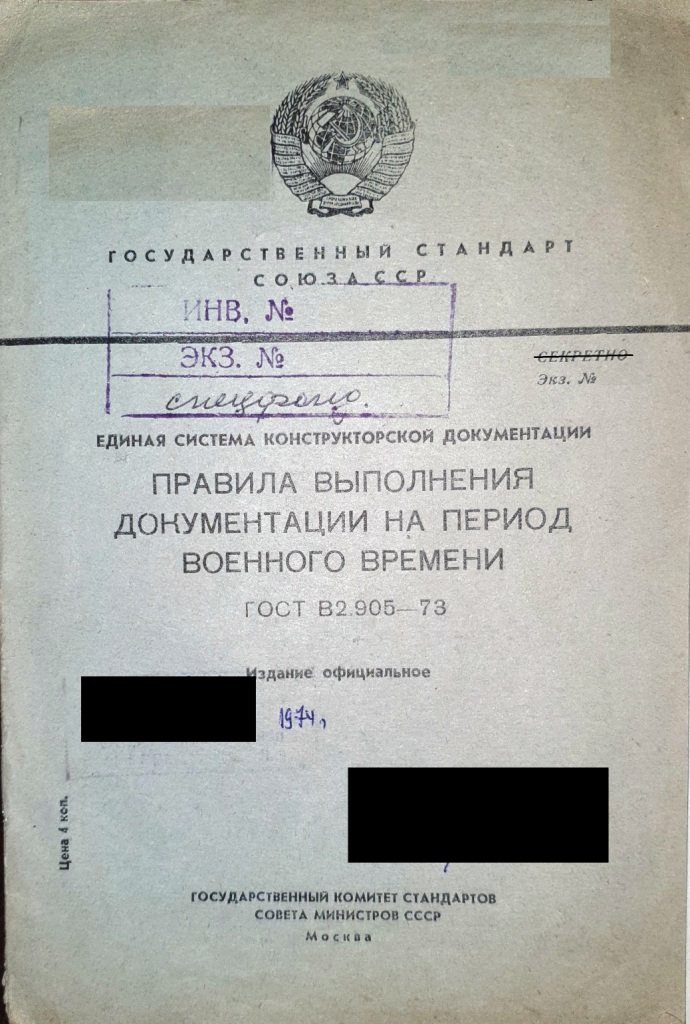 ГОСУДАРСТВЕННЫЙ СТАНДАРТ
СОЮЗА ССР
ИНВ. №
ЭКЗ. №
спецфонд.
СЕКРЕТНО
Экз. №
ЕДИНАЯ СИСТЕМА КОНСТРУКТОРСКОЙ ДОКУМЕНТАЦИИ
ПРАВИЛА ВЫПОЛНЕНИЯ
ДОКУМЕНТАЦИИ НА ПЕРИОД
ВОЕННОГО ВРЕМЕНИ
ГОСТ В2.905—73
Издание официальное
1974г,
Цена 4 коп.
ГОСУДАРСТВЕННЫЙ КОМИТЕТ СТАНДАРТОВ
СОВЕТА МИНИСТРОВ СССР
Москва